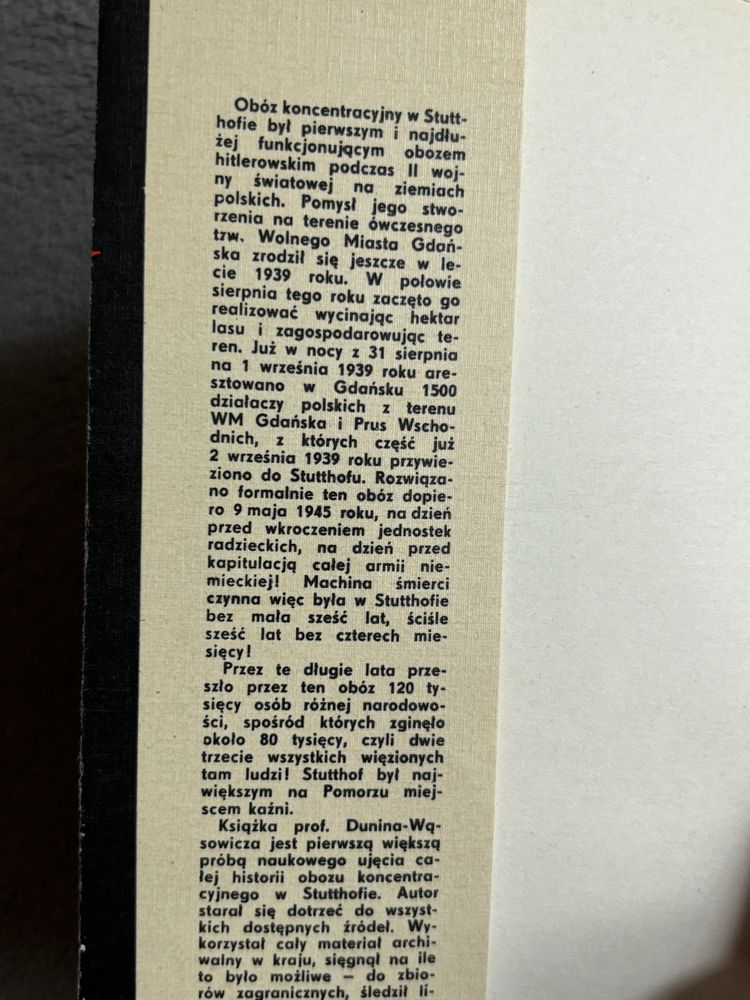 Obóz koncentracyjny w Stutt-
hofie był pierwszym i najdłu-
żej funkcjonującym obozem
hitlerowskim podczas II woj-
ny światowej na ziemiach
polskich. Pomysł jego stwo-
rzenia na terenie ówczesnego
tzw. Wolnego Miasta Gdań-
ska zrodził się jeszcze w le-
cie 1939 roku. W połowie
sierpnia tego roku zaczęto go
realizować wycinając hektar
lasu i zagospodarowując te-
ren. Już w nocy z 31 sierpnia
na 1 września 1939 roku are-
sztowano w Gdańsku 1500
działaczy polskich z terenu
WM Gdańska i Prus Wscho-
dnich, z których część już
2 września 1939 roku przywie-
ziono do Stutthofu. Rozwiąza-
no formalnie ten obóz dopie-
ro 9 maja 1945 roku, na dzień
przed wkroczeniem jednostek
radzieckich, na dzień przed
kapitulacją całej armii nie-
mieckiej! Machina śmierci
czynna więc była w Stutthofie
bez mała sześć lat, ściśle
sześć lat bez czterech mie-
sięcy!
Przez te długie lata prze-
szło przez ten obóz 120 ty-
sięcy osób różnej narodowo-
ści, spośród których zginęło
około 80 tysięcy, czyli dwie
trzecie wszystkich więzionych
tam ludzi! Stutthof był naj-
większym na Pomorzu miej-
scem kaźni.
Książka prof. Dunina-Wą-
sowicza jest pierwszą większą
próbą naukowego ujęcia ca-
łej historii obozu koncentra-
cyjnego w Stutthofie. Autor
starał się dotrzeć do wszyst-
kich dostępnych źródeł. Wy-
korzystał cały materiał archi-
walny w kraju, sięgnął na ile
to było możliwe — do zbio-
rów zagranicznych, śledził li-